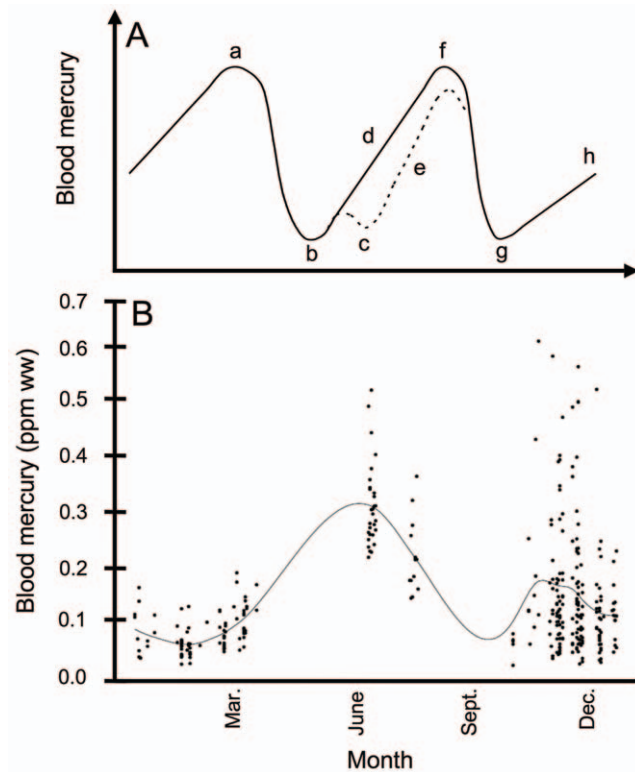 A
Blood mercury
a
b
c
d
e
f
g
h
B
Blood mercury (ppm ww)
0.7
0.6
0.5
0.4
0.3
0.2
0.1
0.0
Mar.
June
Sept.
Dec.
Month